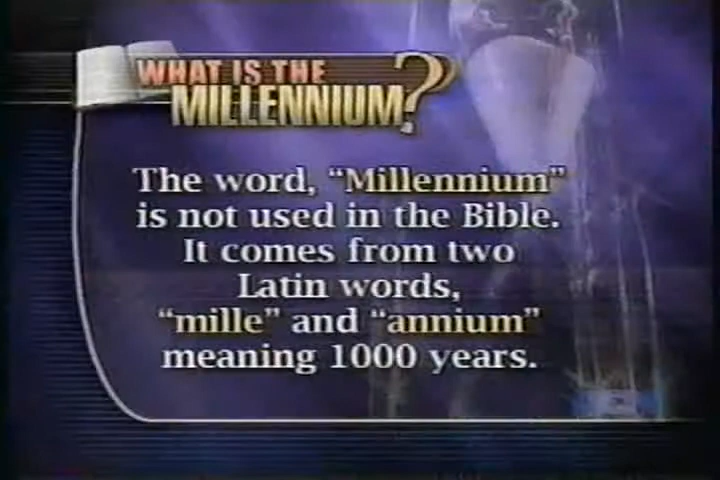 WHAT IS THE
MILLENNIUM?
The word, “Millennium”
is not used in the Bible.
It comes from two
Latin words,
“mille” and “annium”
meaning 1000 years.